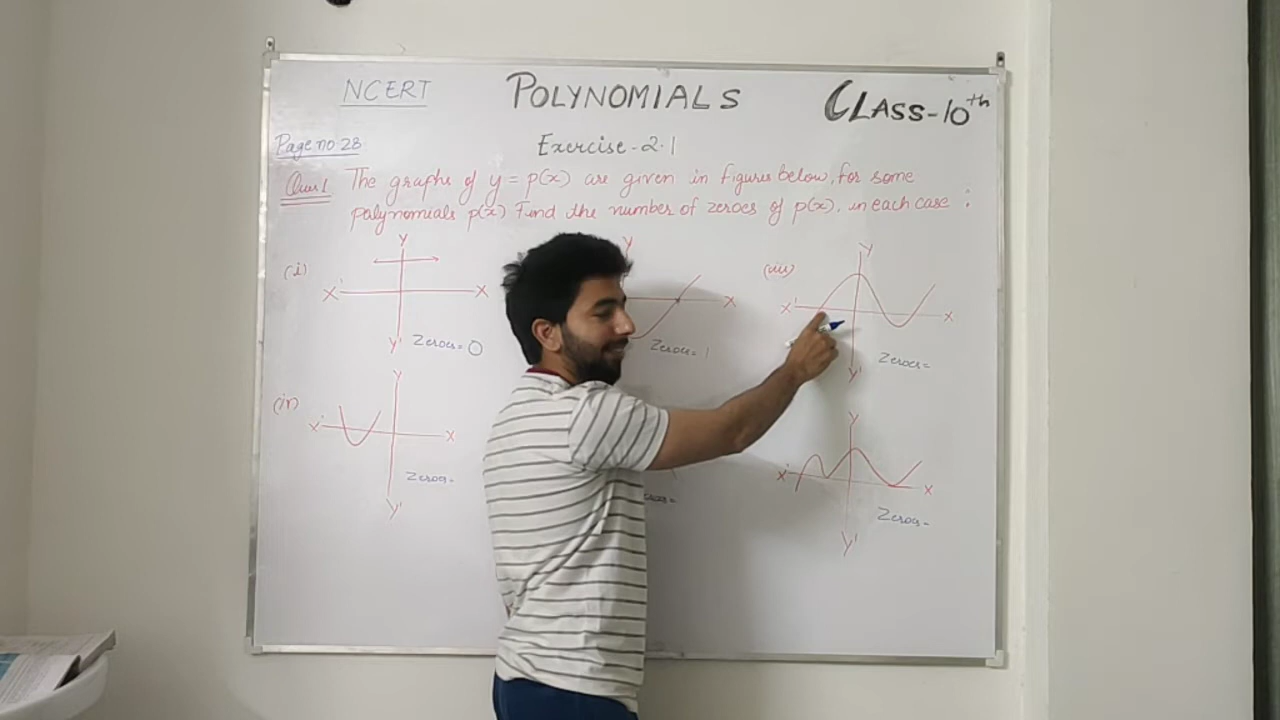 NCERT POLYNOMIALS CLASS-10th
Page no 28 Exercise-2.1
Ques 1 The graphs of y = p(x) are given in figures below, for some
polynomials p(x) Find the number of zeroes of p(x), in each case :
(i) Y X' X Y' Zeroes= 0
Y X Zeroes= 1
(iii) Y X' X Y' Zeroes=
(iv) Y X' X Y' Zeroes=
Y X' X Y' Zeroes=